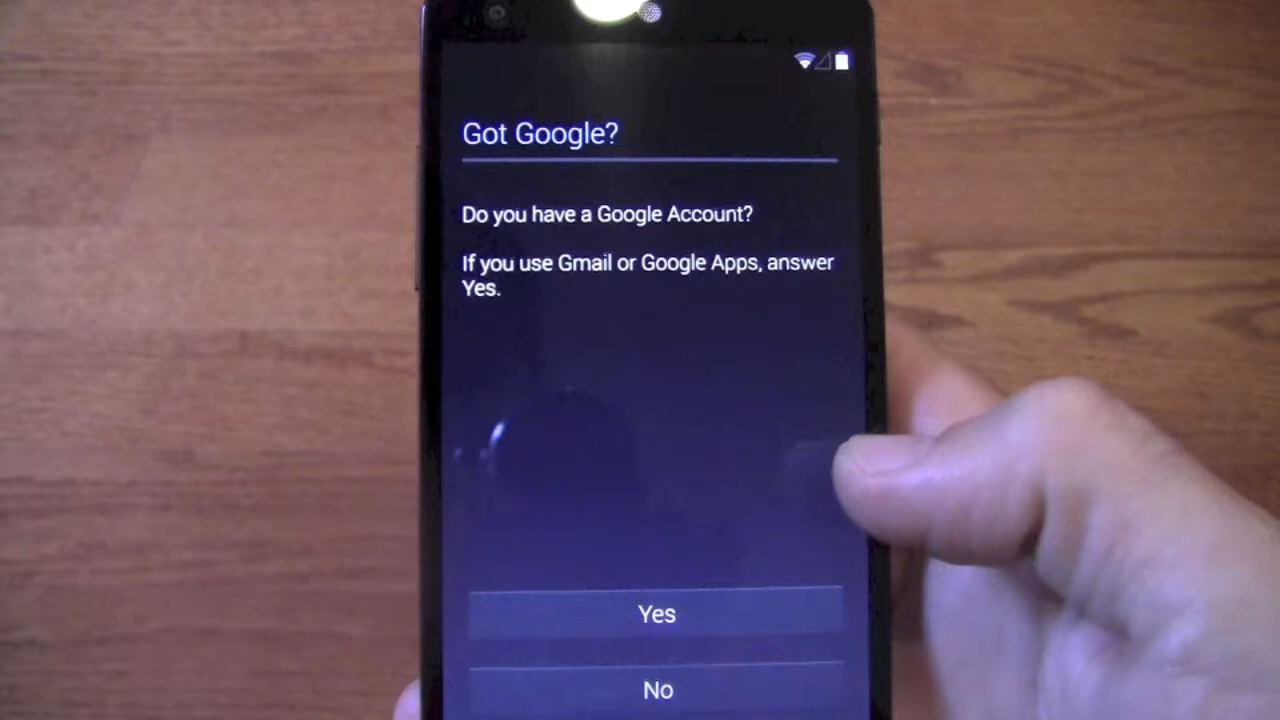 Got Google?
Do you have a Google Account?
If you use Gmail or Google Apps, answer
Yes.
Yes
No